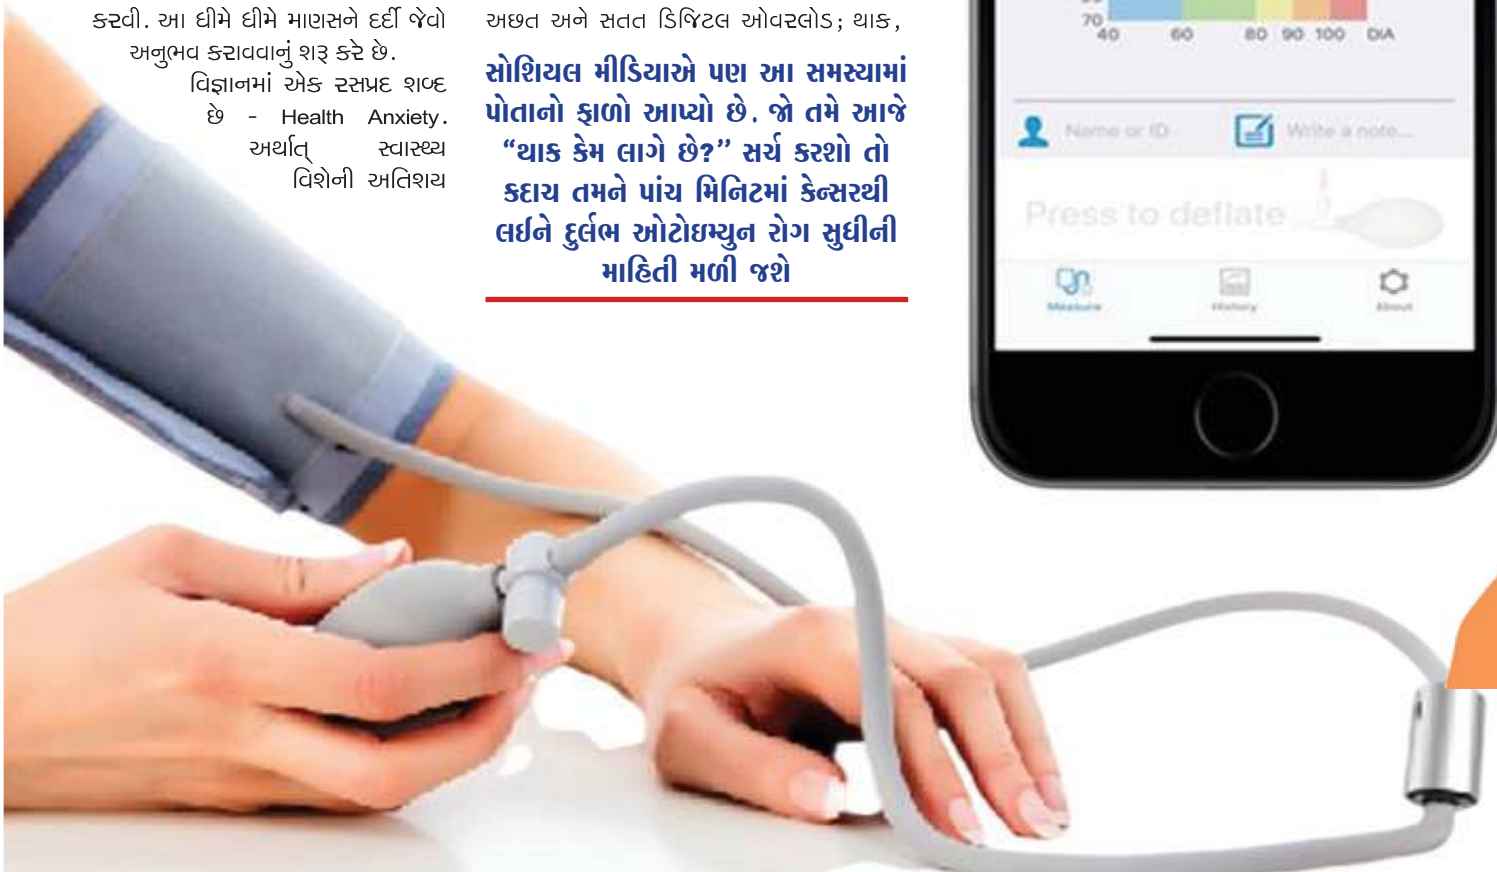 કરવી. આ ધીમે ધીમે માણસને દર્દી જેવો
અનુભવ કરાવવાનું શરૂ કરે છે.
વિજ્ઞાનમાં એક રસપ્રદ શબ્દ
છે - Health Anxiety.
અર્થાત્ સ્વાસ્થ્ય
વિશેની અતિશય
અછત અને સતત ડિજિટલ ઓવરલોડ; થાક,
સોશિયલ મીડિયાએ પણ આ સમસ્યામાં
પોતાનો ફાળો આપ્યો છે. જો તમે આજે
“થાક કેમ લાગે છે?’’ સર્ચ કરશો તો
કદાચ તમને પાંચ મિનિટમાં કેન્સરથી
લઈને દુર્લભ ઓટોઇમ્યુન રોગ સુધીની
માહિતી મળી જશે
70
40 60 80 90 100 DIA
Name or ID
Write a note...
Press to deflate
Measure History About